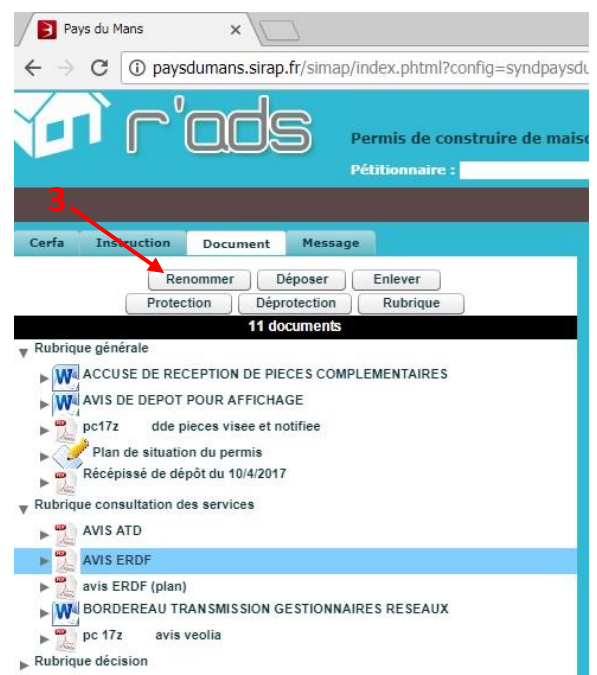 Pays du Mans
paysdumans.sirap.fr/simap/index.phtml?config=syndpaysdu
r'ads
Permis de construire de mais
Pétitionnaire :
3
Cerfa Instruction Document Message
Renommer Déposer Enlever
Protection Déprotection Rubrique
11 documents
Rubrique générale
ACCUSE DE RECEPTION DE PIECES COMPLEMENTAIRES
AVIS DE DEPOT POUR AFFICHAGE
pc17z dde pieces visee et notifiee
Plan de situation du permis
Récépissé de dépôt du 10/4/2017
Rubrique consultation des services
AVIS ATD
AVIS ERDF
avis ERDF (plan)
BORDEREAU TRANSMISSION GESTIONNAIRES RESEAUX
pc 17z avis veolia
Rubrique décision